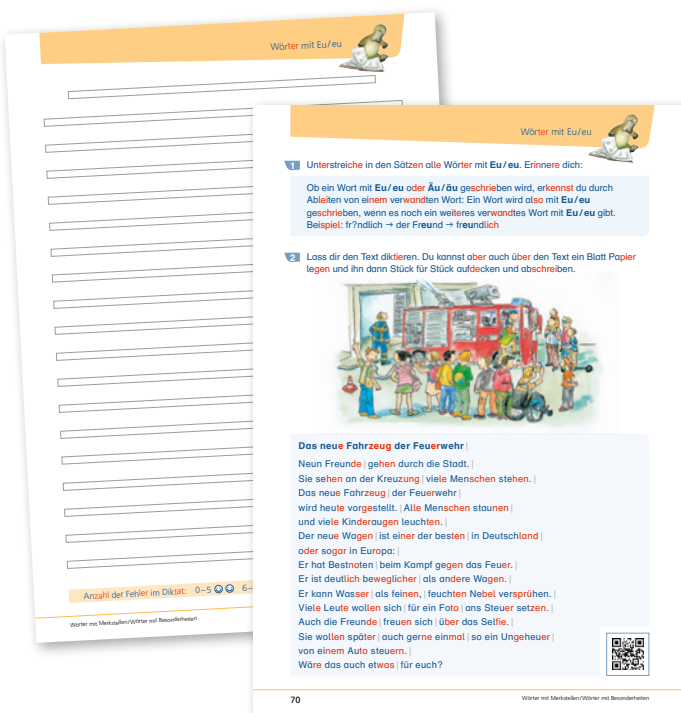 Wörter mit Eu/eu
Anzahl der Fehler im Diktat: 0–5 ☺☺ 6–
Wörter mit Merkstellen/Wörter mit Besonderheiten
Wörter mit Eu/eu
1 Unterstreiche in den Sätzen alle Wörter mit Eu/eu. Erinnere dich:
Ob ein Wort mit Eu/eu oder Äu/äu geschrieben wird, erkennst du durch
Ableiten von einem verwandten Wort: Ein Wort wird also mit Eu/eu
geschrieben, wenn es noch ein weiteres verwandtes Wort mit Eu/eu gibt.
Beispiel: fr?ndlich → der Freund → freundlich
2 Lass dir den Text diktieren. Du kannst aber auch über den Text ein Blatt Papier
legen und ihn dann Stück für Stück aufdecken und abschreiben.
Das neue Fahrzeug der Feuerwehr |
Neun Freunde | gehen durch die Stadt. |
Sie sehen an der Kreuzung | viele Menschen stehen. |
Das neue Fahrzeug | der Feuerwehr |
wird heute vorgestellt. | Alle Menschen staunen |
und viele Kinderaugen leuchten. |
Der neue Wagen | ist einer der besten | in Deutschland |
oder sogar in Europa: |
Er hat Bestnoten | beim Kampf gegen das Feuer. |
Er ist deutlich beweglicher | als andere Wagen. |
Er kann Wasser | als feinen, | feuchten Nebel versprühen. |
Viele Leute wollen sich | für ein Foto | ans Steuer setzen. |
Auch die Freunde | freuen sich | über das Selfie. |
Sie wollen später | auch gerne einmal | so ein Ungeheuer |
von einem Auto steuern. |
Wäre das auch etwas | für euch?
70
Wörter mit Merkstellen/Wörter mit Besonderheiten